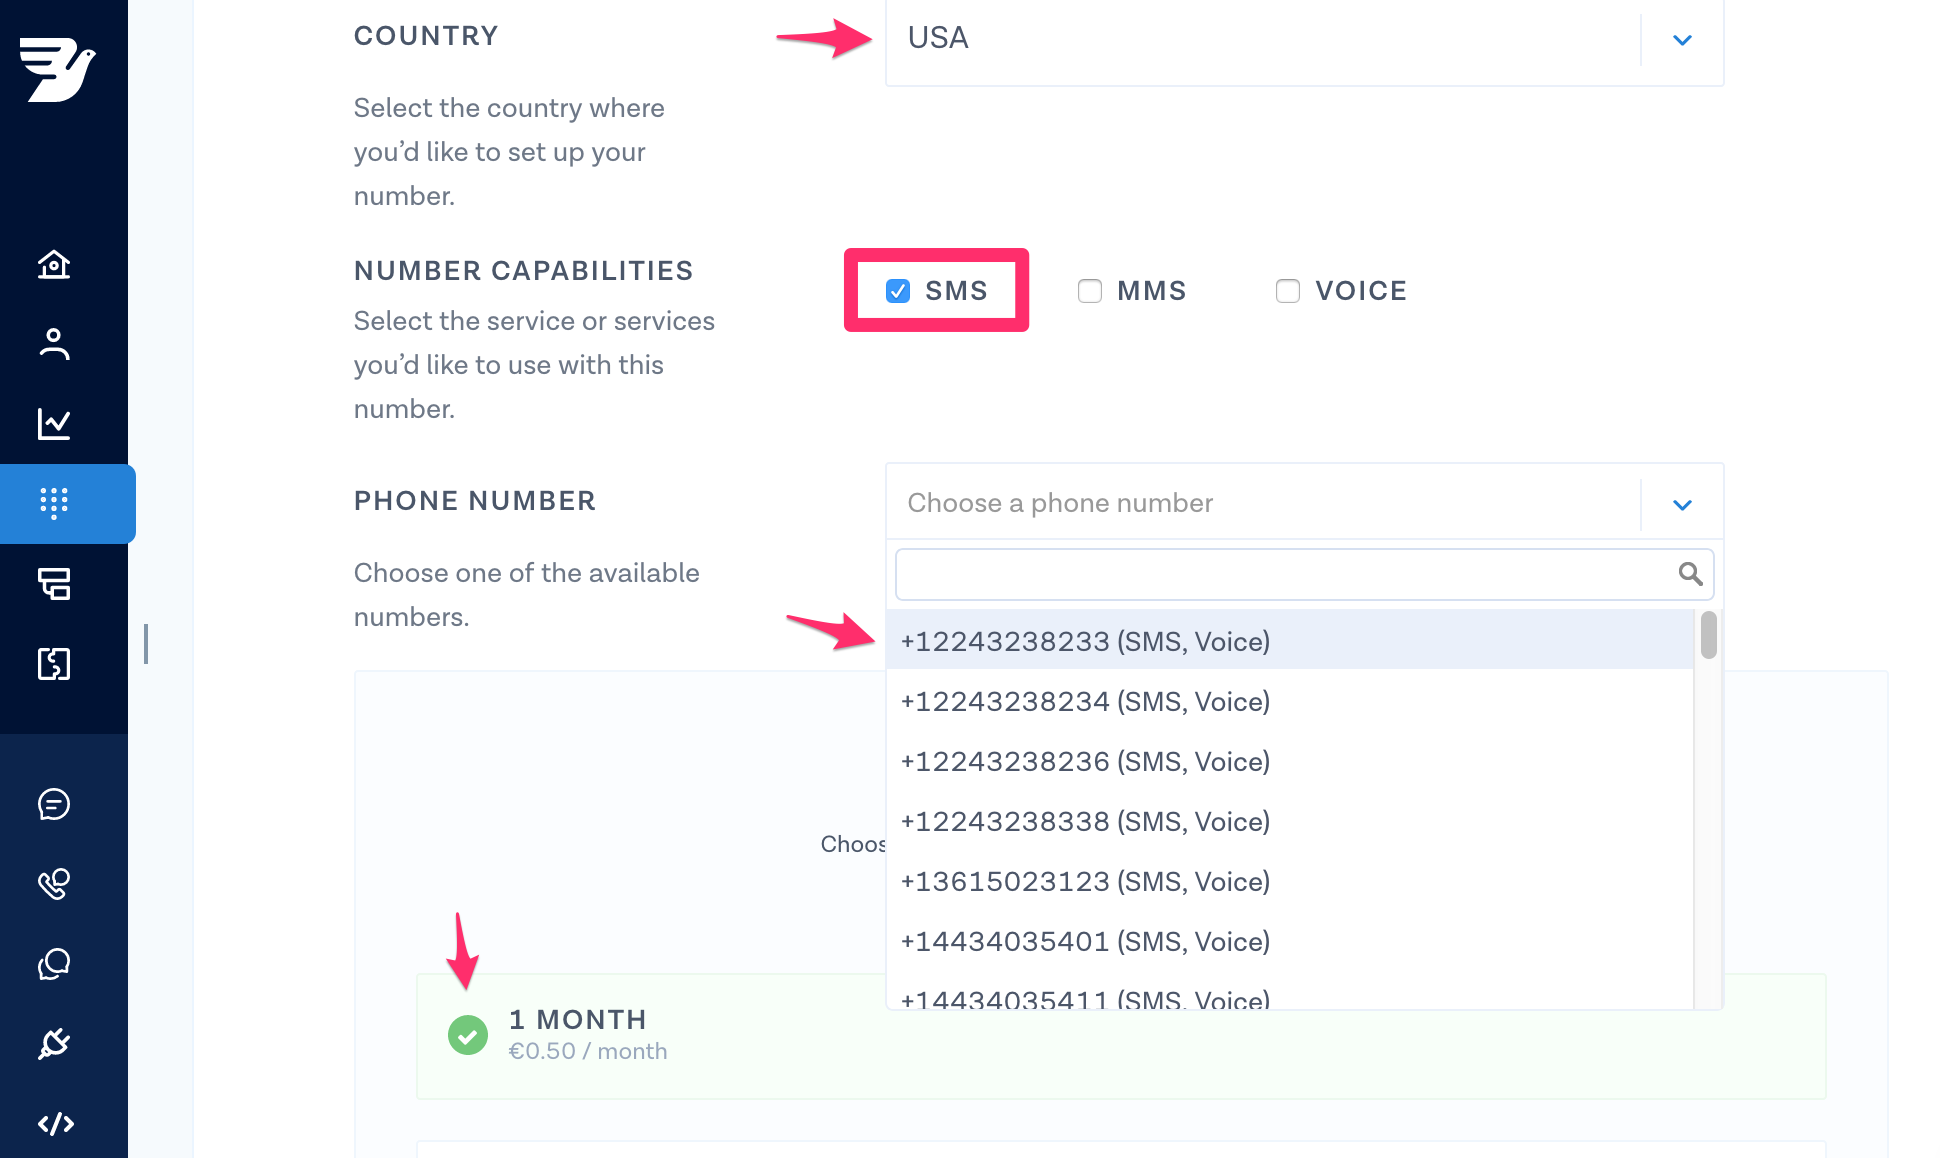 COUNTRY
USA
Select the country where
you’d like to set up your
number.
NUMBER CAPABILITIES
SMS
MMS
VOICE
Select the service or services
you’d like to use with this
number.
PHONE NUMBER
Choose a phone number
Choose one of the available
numbers.
+12243238233 (SMS, Voice)
+12243238234 (SMS, Voice)
+12243238236 (SMS, Voice)
+12243238338 (SMS, Voice)
+13615023123 (SMS, Voice)
+14434035401 (SMS, Voice)
+14434035411 (SMS, Voice)
1 MONTH
€0.50 / month